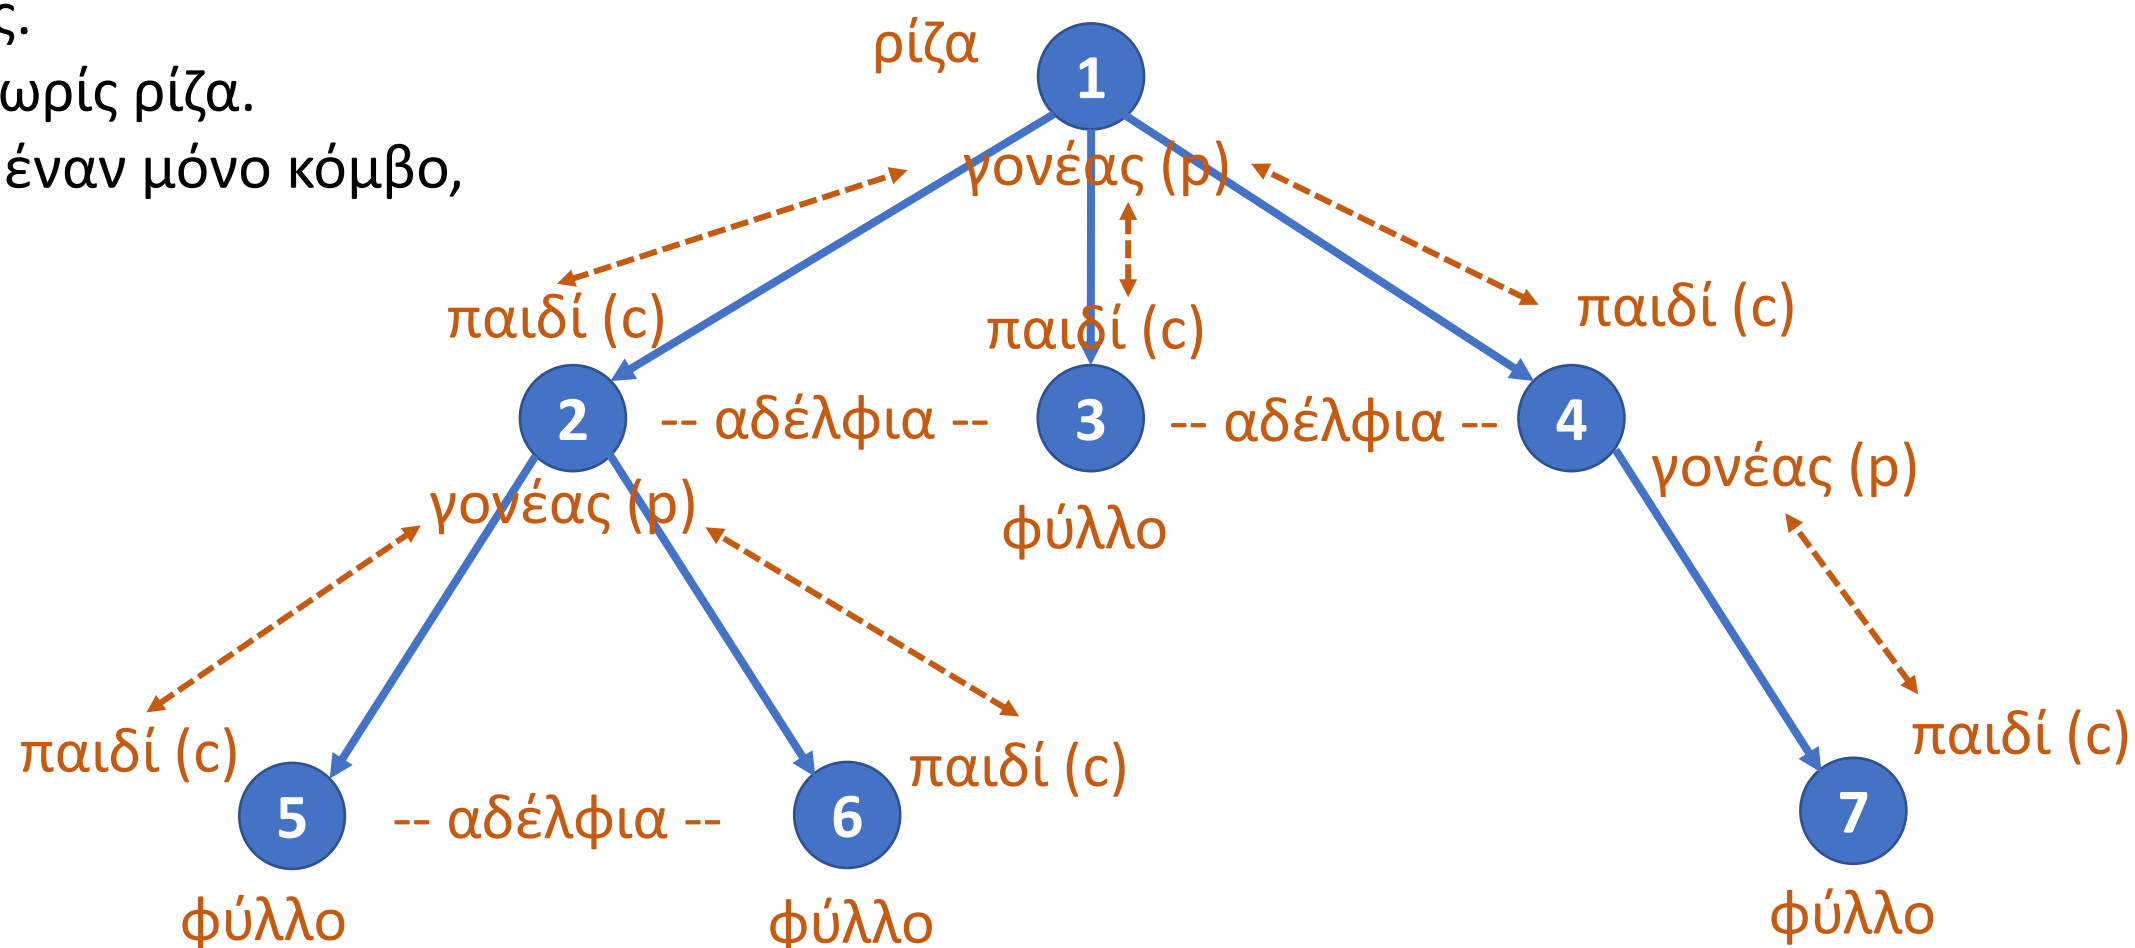 ς.
ωρίς ρίζα.
έναν μόνο κόμβο,
ρίζα
1
γονέας (p)
παιδί (c)
παιδί (c)
παιδί (c)
2 -- αδέλφια -- 3 -- αδέλφια -- 4
γονέας (p)
γονέας (p)
φύλλο
παιδί (c)
παιδί (c)
παιδί (c)
5 -- αδέλφια -- 6
7
φύλλο
φύλλο
φύλλο